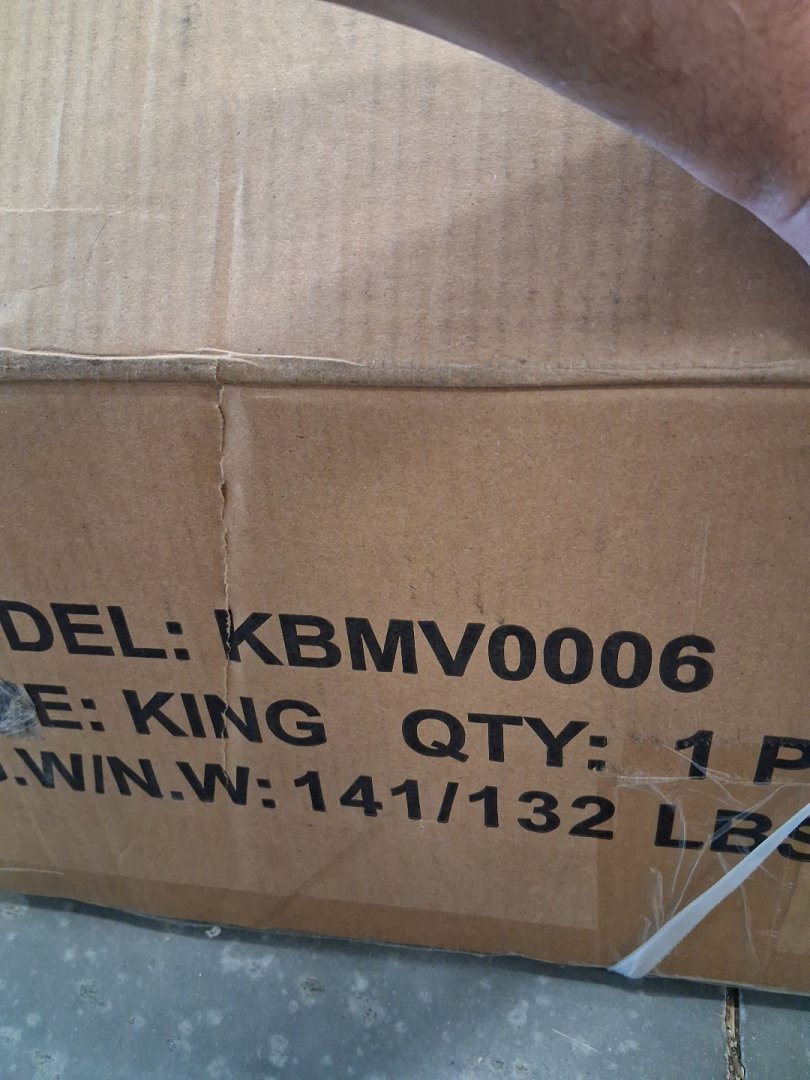 DEL: KBMV0006
E: KING QTY: 1 P
.W/N.W: 141/132 LBS